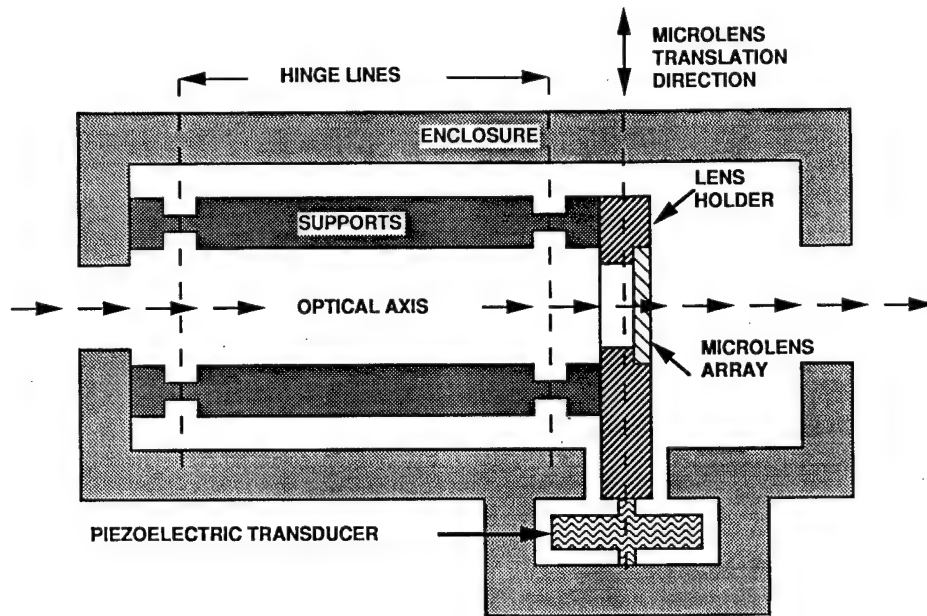 MICROLENS
TRANSLATION
DIRECTION
HINGE LINES
ENCLOSURE
LENS
HOLDER
SUPPORTS
OPTICAL AXIS
MICROLENS
ARRAY
PIEZOELECTRIC TRANSDUCER